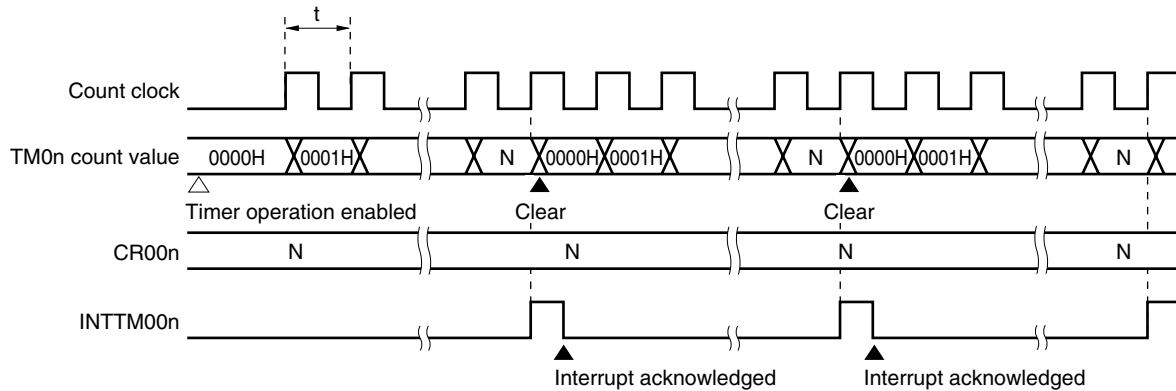 t
Count clock
TM0n count value 0000H 0001H N 0000H 0001H N 0000H 0001H N
Timer operation enabled Clear Clear
CR00n N N N N
INTTM00n
Interrupt acknowledged Interrupt acknowledged